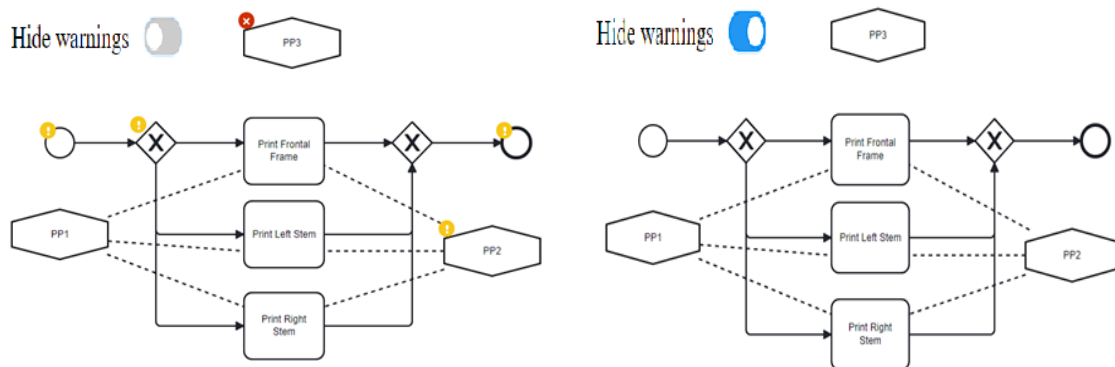 Hide warnings
PP3
Print Frontal
Frame
PP1
Print Left Stem
PP2
Print Right
Stem
Hide warnings
PP3
Print Frontal
Frame
PP1
Print Left Stem
PP2
Print Right
Stem